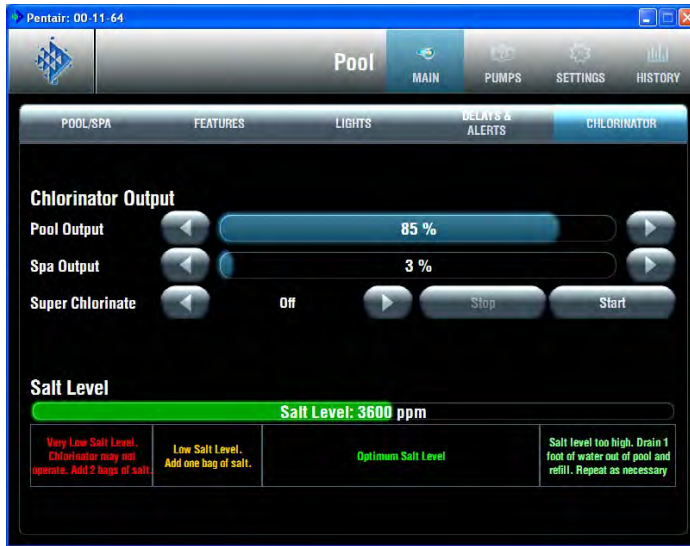 Pentair: 00-11-64
Pool
MAIN
PUMPS
SETTINGS
HISTORY
POOL/SPA
FEATURES
LIGHTS
DELAYS &
ALERTS
CHLORINATOR
Chlorinator Output
Pool Output
85 %
Spa Output
3 %
Super Chlorinate
Off
Stop
Start
Salt Level
Salt Level: 3600 ppm
Very Low Salt Level.
Chlorinator may not
operate. Add 2 bags of salt.
Low Salt Level.
Add one bag of salt.
Optimum Salt Level
Salt level too high. Drain 1
foot of water out of pool and
refill. Repeat as necessary